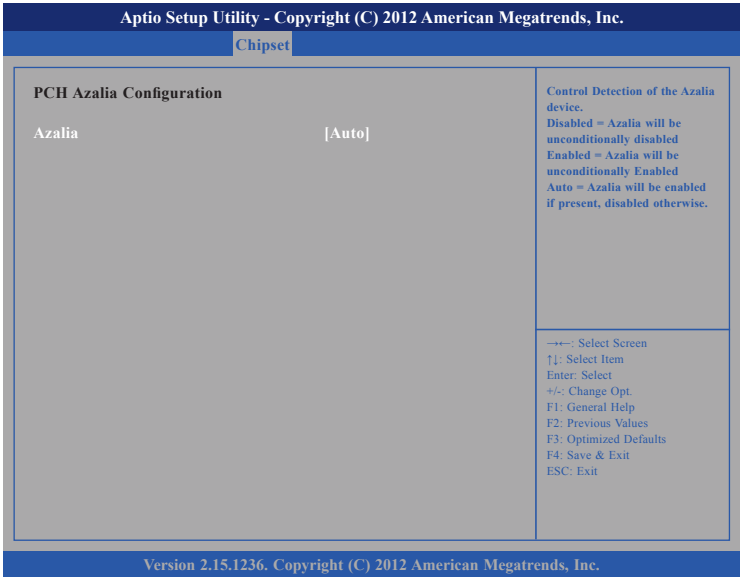 Aptio Setup Utility - Copyright (C) 2012 American Megatrends, Inc.
Chipset
PCH Azalia Configuration
Azalia [Auto]
Control Detection of the Azalia
device.
Disabled = Azalia will be
unconditionally disabled
Enabled = Azalia will be
unconditionally Enabled
Auto = Azalia will be enabled
if present, disabled otherwise.
→←: Select Screen
↑↓: Select Item
Enter: Select
+/-: Change Opt.
F1: General Help
F2: Previous Values
F3: Optimized Defaults
F4: Save & Exit
ESC: Exit
Version 2.15.1236. Copyright (C) 2012 American Megatrends, Inc.